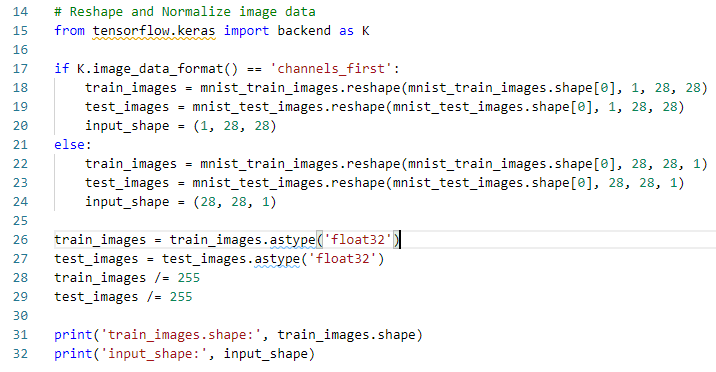 14 # Reshape and Normalize image data
15 from tensorflow.keras import backend as K
16
17 if K.image_data_format() == 'channels_first':
18     train_images = mnist_train_images.reshape(mnist_train_images.shape[0], 1, 28, 28)
19     test_images = mnist_test_images.reshape(mnist_test_images.shape[0], 1, 28, 28)
20     input_shape = (1, 28, 28)
21 else:
22     train_images = mnist_train_images.reshape(mnist_train_images.shape[0], 28, 28, 1)
23     test_images = mnist_test_images.reshape(mnist_test_images.shape[0], 28, 28, 1)
24     input_shape = (28, 28, 1)
25
26 train_images = train_images.astype('float32')
27 test_images = test_images.astype('float32')
28 train_images /= 255
29 test_images /= 255
30
31 print('train_images.shape:', train_images.shape)
32 print('input_shape:', input_shape)